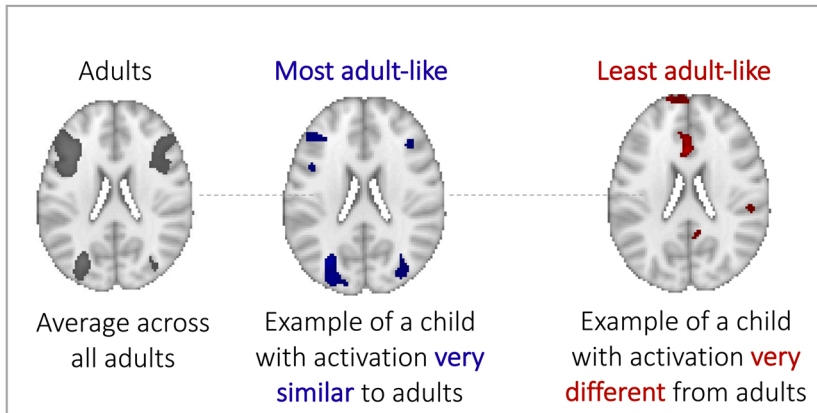 Adults
Most adult-like
Least adult-like
Average across
all adults
Example of a child
with activation very
similar to adults
Example of a child
with activation very
different from adults